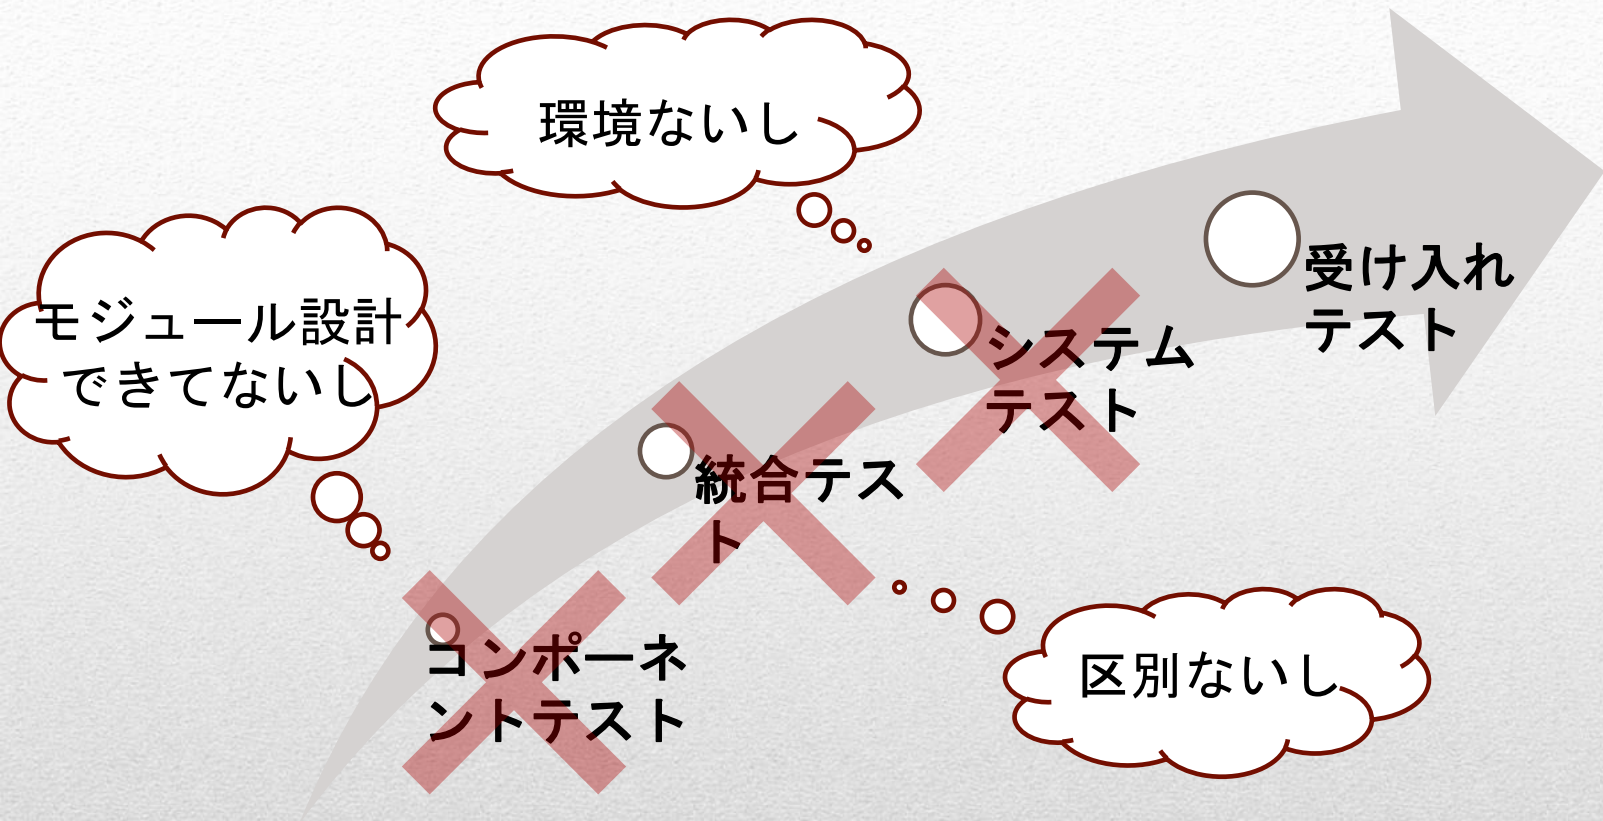 環境ないし
モジュール設計
できてないし
受け入れ
テスト
システム
テスト
統合テス
ト
コンポーネ
ントテスト
区別ないし